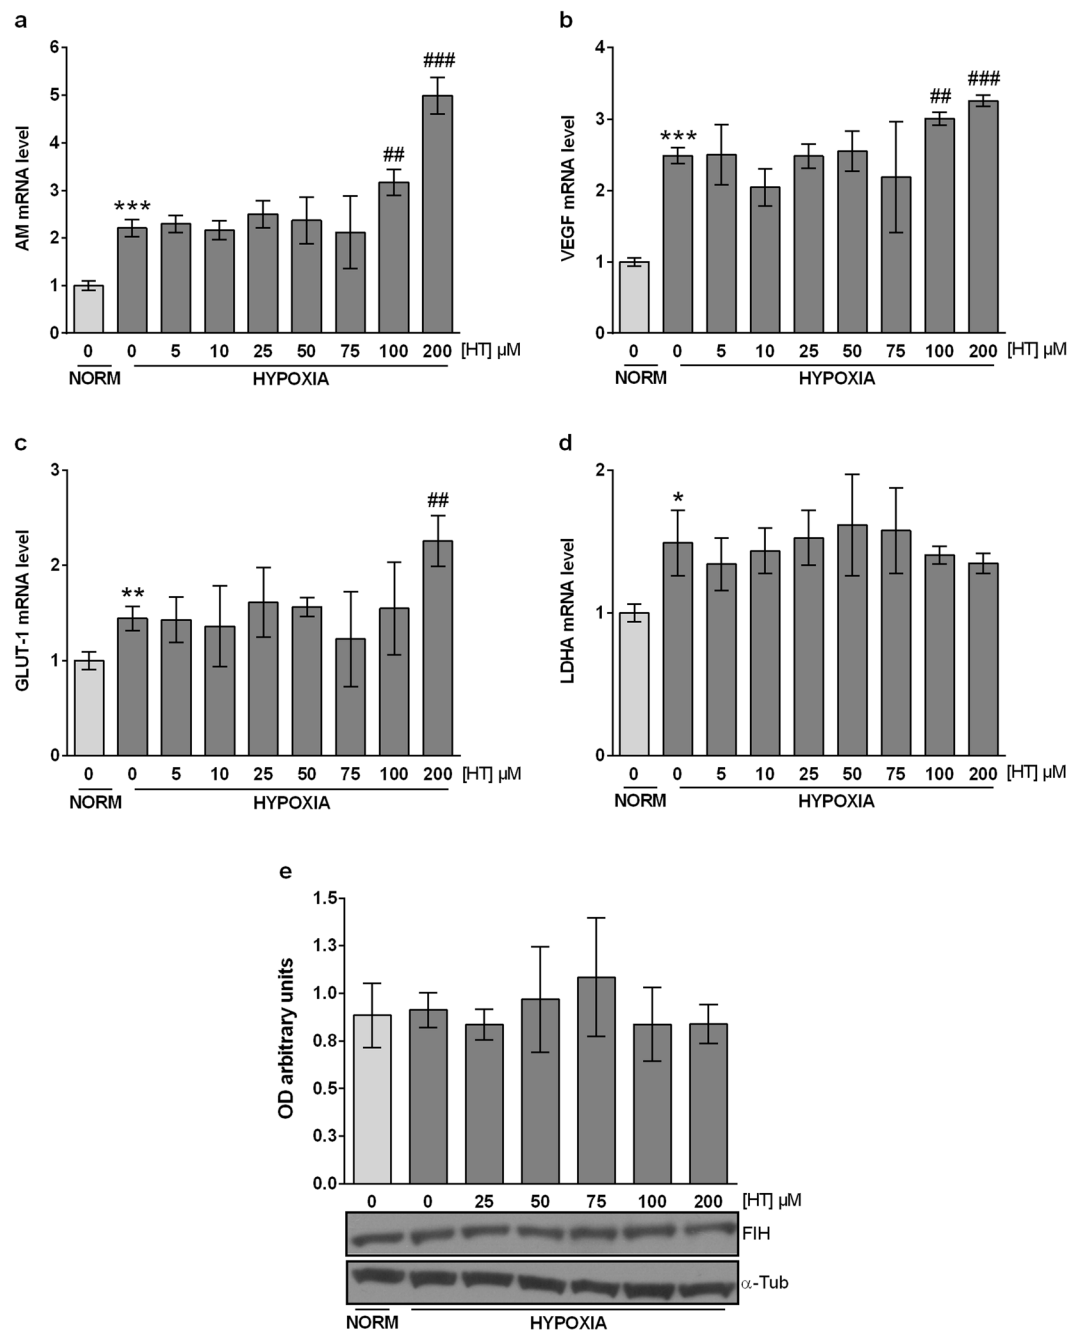 a
AM mRNA level
6
5
4
3
2
1
0
***
##
###
0 0 5 10 25 50 75 100 200 [HT] µM
NORM HYPOXIA
b
VEGF mRNA level
4
3
2
1
0
***
##
###
0 0 5 10 25 50 75 100 200 [HT] µM
NORM HYPOXIA
c
GLUT-1 mRNA level
3
2
1
0
**
##
0 0 5 10 25 50 75 100 200 [HT] µM
NORM HYPOXIA
d
LDHA mRNA level
2
1
0
*
0 0 5 10 25 50 75 100 200 [HT] µM
NORM HYPOXIA
e
OD arbitrary units
1.5
1.3
1.0
0.8
0.5
0.3
0.0
0 0 25 50 75 100 200 [HT] µM
FIH
α-Tub
NORM HYPOXIA